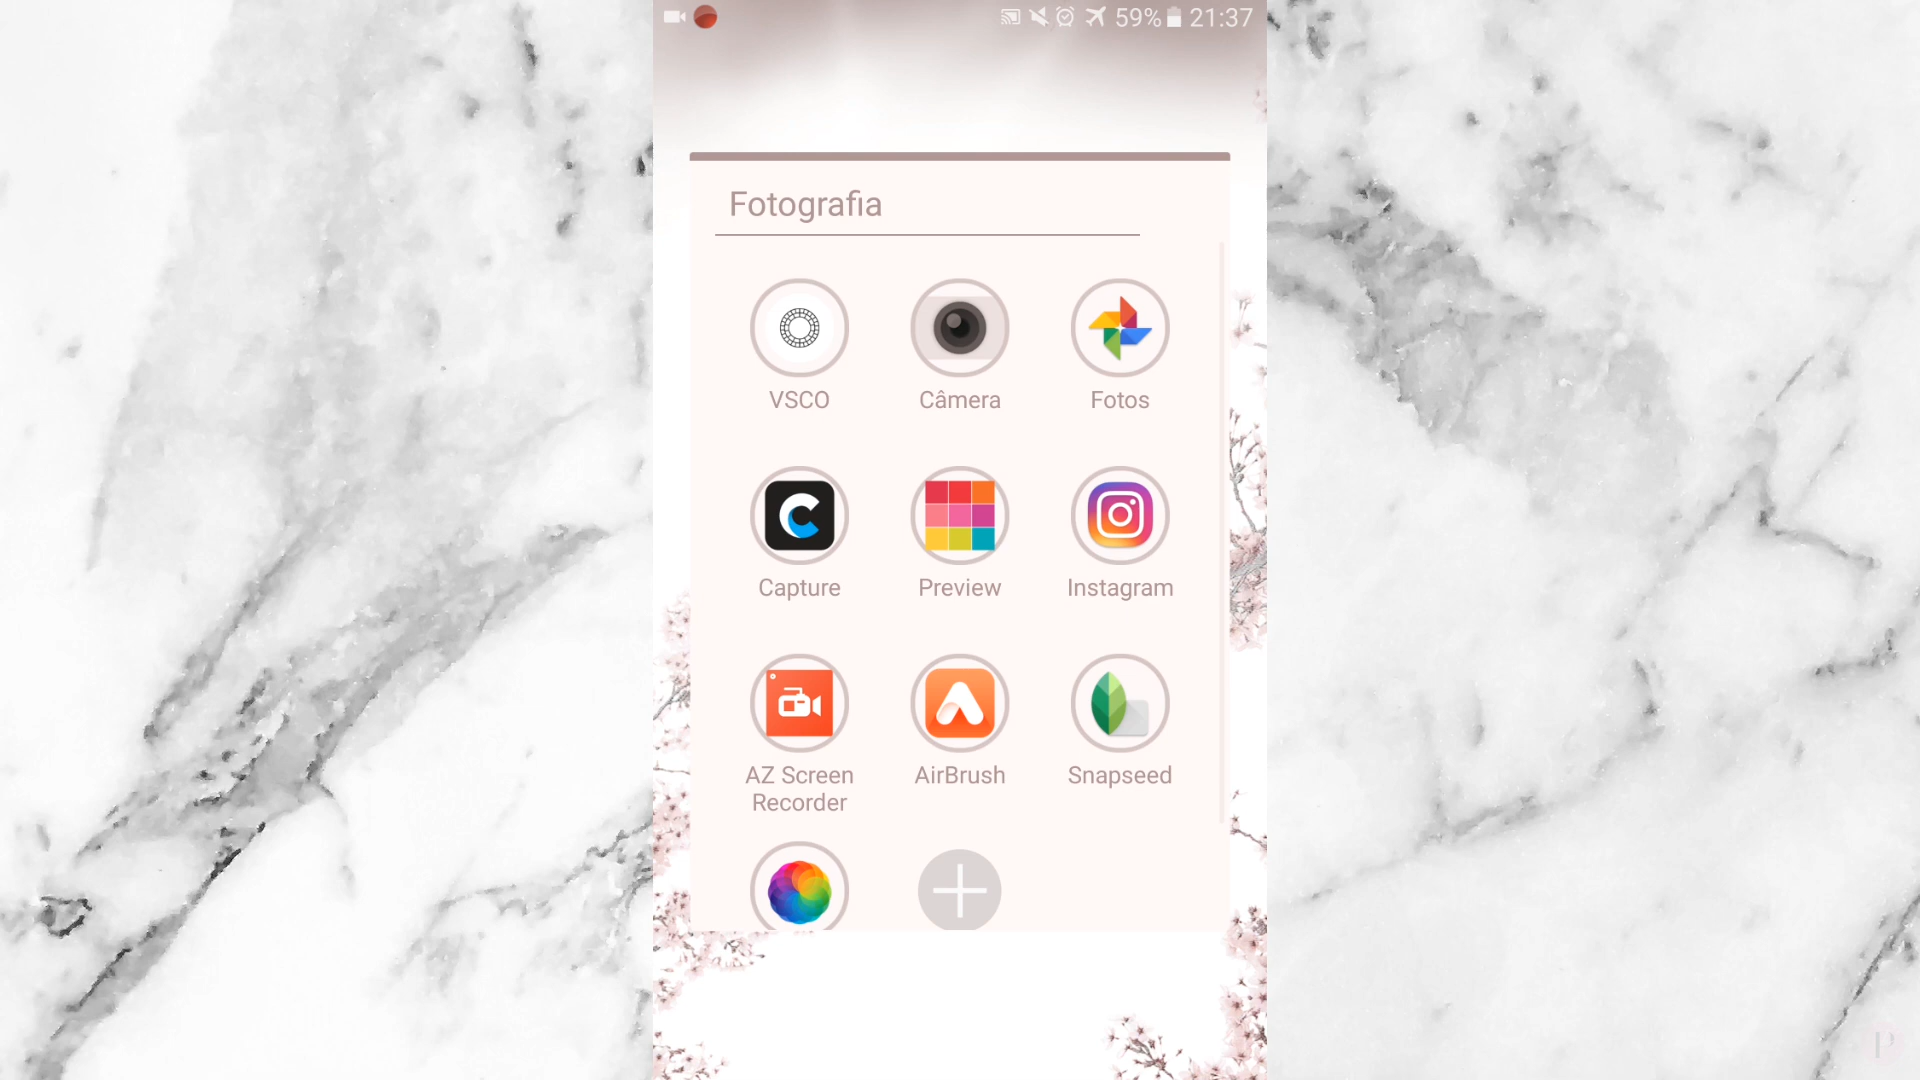 59% 21:37
Fotografia
VSCO Câmera Fotos
Capture Preview Instagram
AZ Screen AirBrush Snapseed
Recorder
P